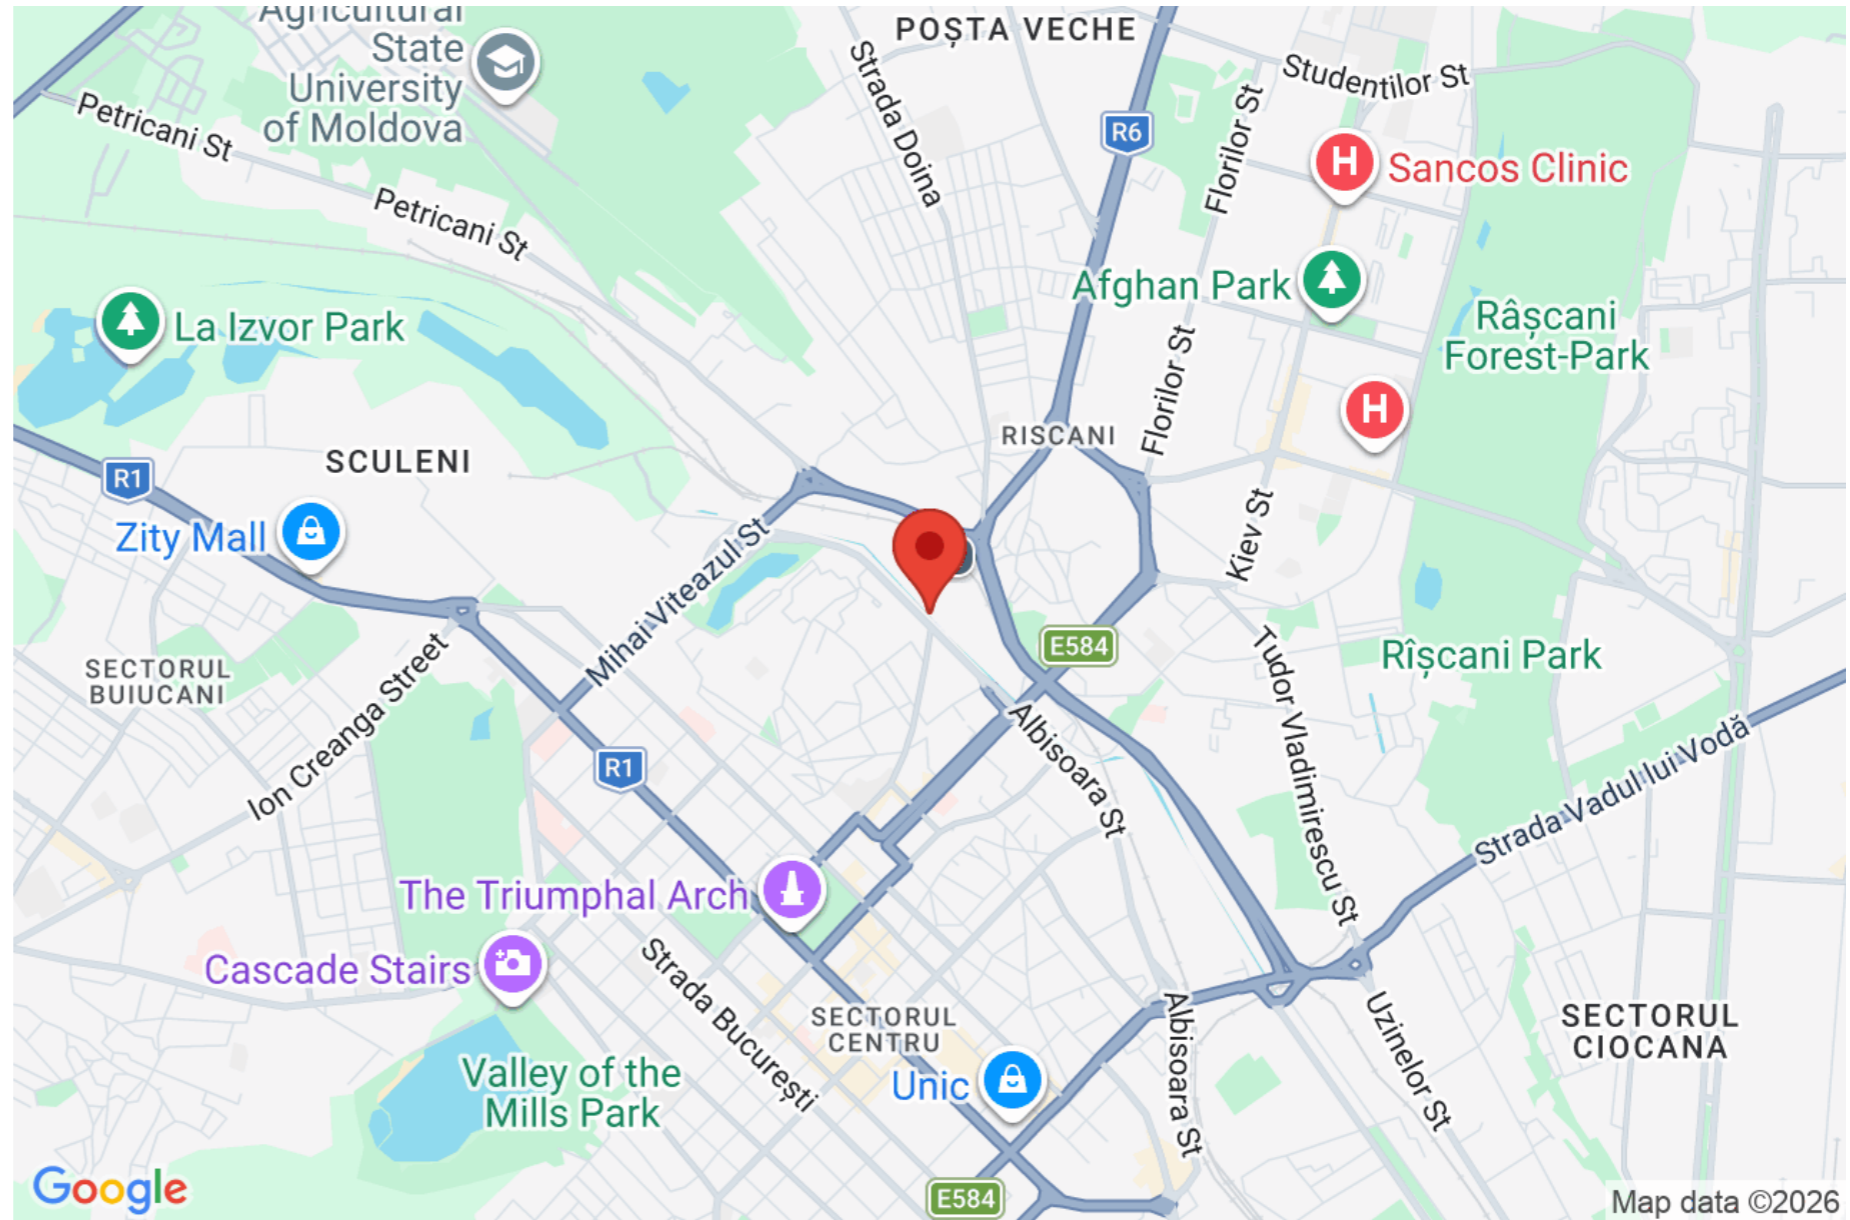 Agricultural
State
University
of Moldova
POȘTA VECHE
Studentilor St
Petricani St
Strada Doina
R6
Florilor St
Sancos Clinic
Petricani St
Afghan Park
La Izvor Park
Râșcani
Forest-Park
Florilor St
RISCANI
SCULENI
R1
Zity Mall
Kiev St
Mihai Viteazul St
E584
Rîșcani Park
SECTORUL
BUIUCANI
Ion Creanga Street
Tudor Vladimirescu St
Albisoara St
R1
Strada Vadul lui Vodă
The Triumphal Arch
Cascade Stairs
Strada București
SECTORUL
CENTRU
Albisoara St
Uzinelor St
SECTORUL
CIOCANA
Valley of the
Mills Park
Unic
Google
E584
Map data ©2026
H
H